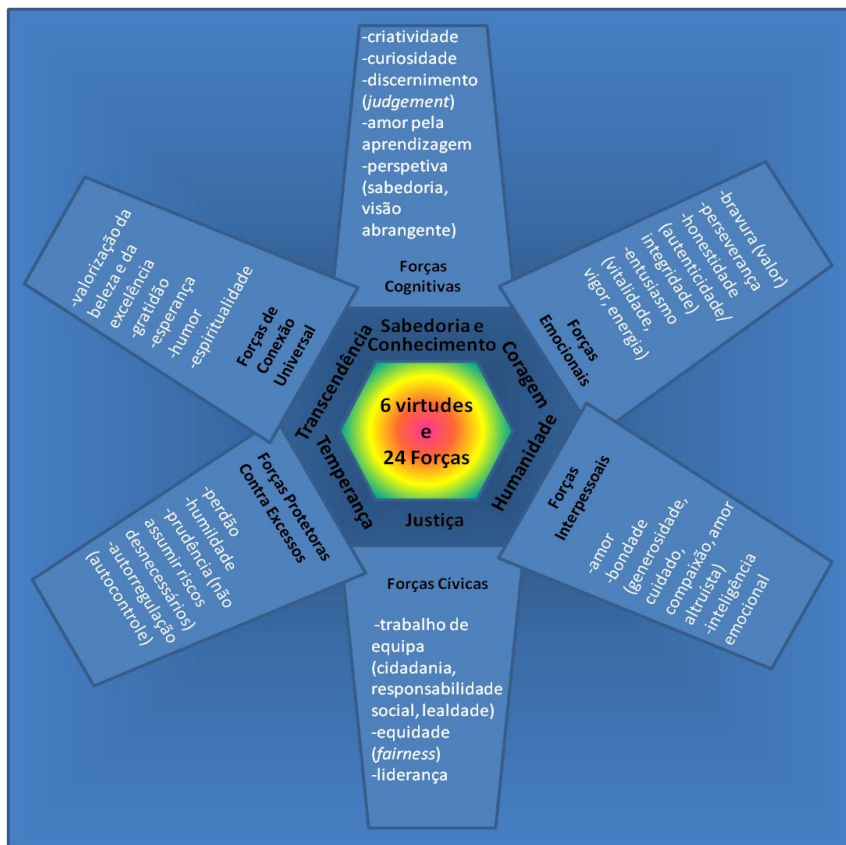 -criatividade
-curiosidade
-discernimento
(judgement)
-amor pela
aprendizagem
-perspetiva
(sabedoria,
visão
abrangente)
Forças
Cognitivas
-bravura (valor)
-perseverança
-honestidade
(autenticidade/
integridade)
-entusiasmo
(vitalidade,
vigor, energia)
Forças
Emocionais
-amor
-bondade
(generosidade,
cuidado,
compaixão, amor
altruísta)
-inteligência
emocional
Forças
Interpessoais
Forças Cívicas
-trabalho de
equipa
(cidadania,
responsabilidade
social, lealdade)
-equidade
(fairness)
-liderança
Forças Protetoras
Contra Excessos
-perdão
-humildade
-prudência (não
assumir riscos
desnecessários)
-autorregulação
(autocontrole)
-valorização da
beleza e da
excelência
-gratidão
-esperança
-humor
-espiritualidade
Forças de
Conexão
Universal
Sabedoria e
Conhecimento
Coragem
Humanidade
Justiça
Temperança
Transcendência
6 virtudes
e
24 Forças